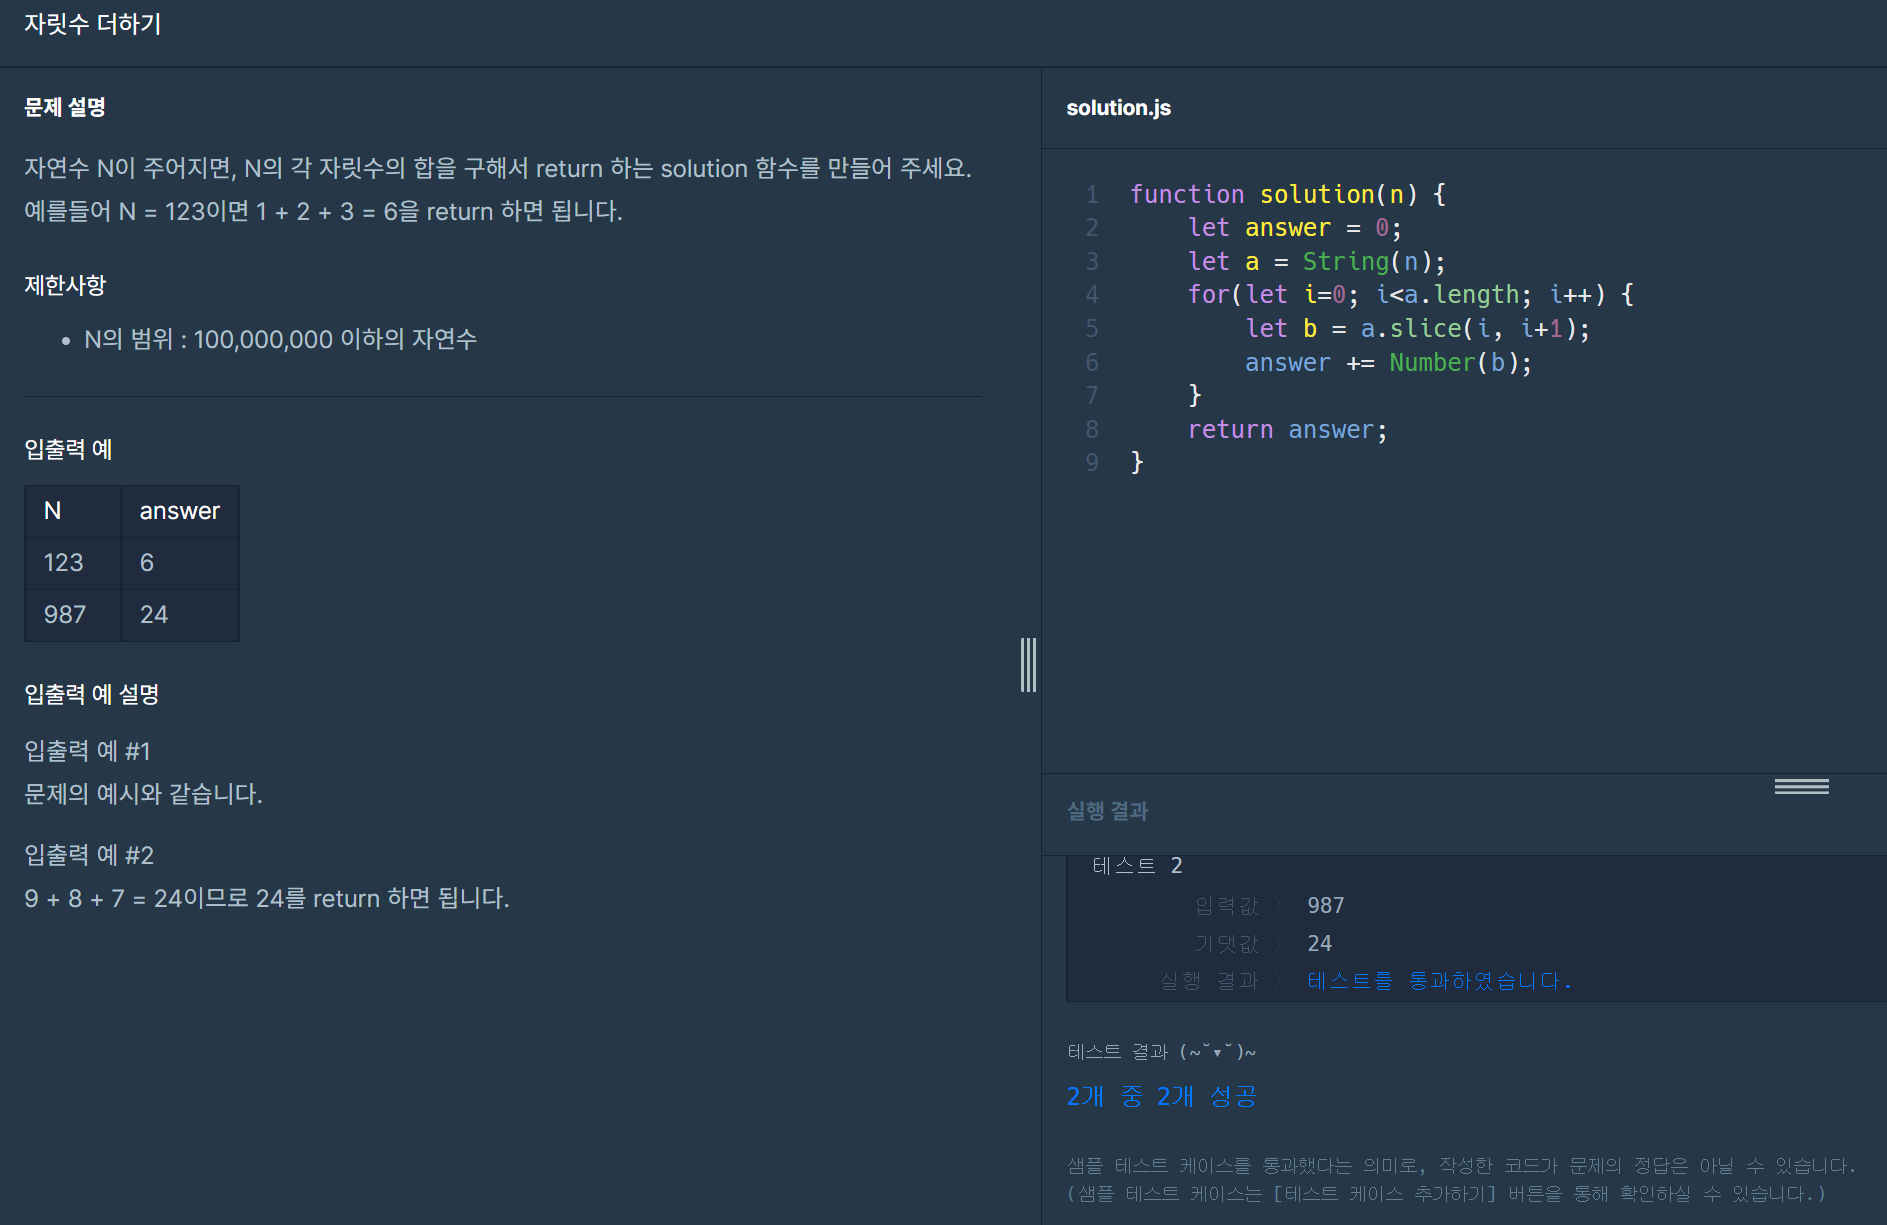 자릿수 더하기
문제 설명
자연수 N이 주어지면, N의 각 자릿수의 합을 구해서 return 하는 solution 함수를 만들어 주세요.
예를들어 N = 123이면 1 + 2 + 3 = 6을 return 하면 됩니다.
제한사항
• N의 범위 : 100,000,000 이하의 자연수
입출력 예
N answer
123 6
987 24
입출력 예 설명
입출력 예 #1
문제의 예시와 같습니다.
입출력 예 #2
9 + 8 + 7 = 24이므로 24를 return 하면 됩니다.
solution.js
1 function solution(n) {
2     let answer = 0;
3     let a = String(n);
4     for(let i=0; i<a.length; i++) {
5         let b = a.slice(i, i+1);
6         answer += Number(b);
7     }
8     return answer;
9 }
실행 결과
테스트 2
입력값 〉 987
기댓값 〉 24
실행 결과 〉 테스트를 통과하였습니다.
테스트 결과 (~˘▾˘)~
2개 중 2개 성공
샘플 테스트 케이스를 통과했다는 의미로, 작성한 코드가 문제의 정답은 아닐 수 있습니다.
(샘플 테스트 케이스는 [테스트 케이스 추가하기] 버튼을 통해 확인하실 수 있습니다.)